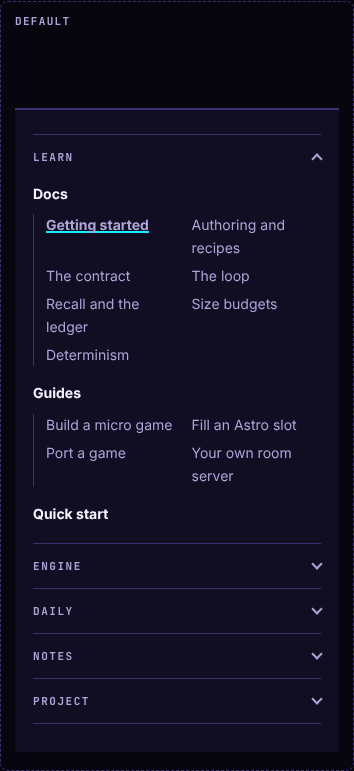 DEFAULT
LEARN
Docs
Getting started
Authoring and
recipes
The contract
The loop
Recall and the
ledger
Size budgets
Determinism
Guides
Build a micro game
Fill an Astro slot
Port a game
Your own room
server
Quick start
ENGINE
DAILY
NOTES
PROJECT